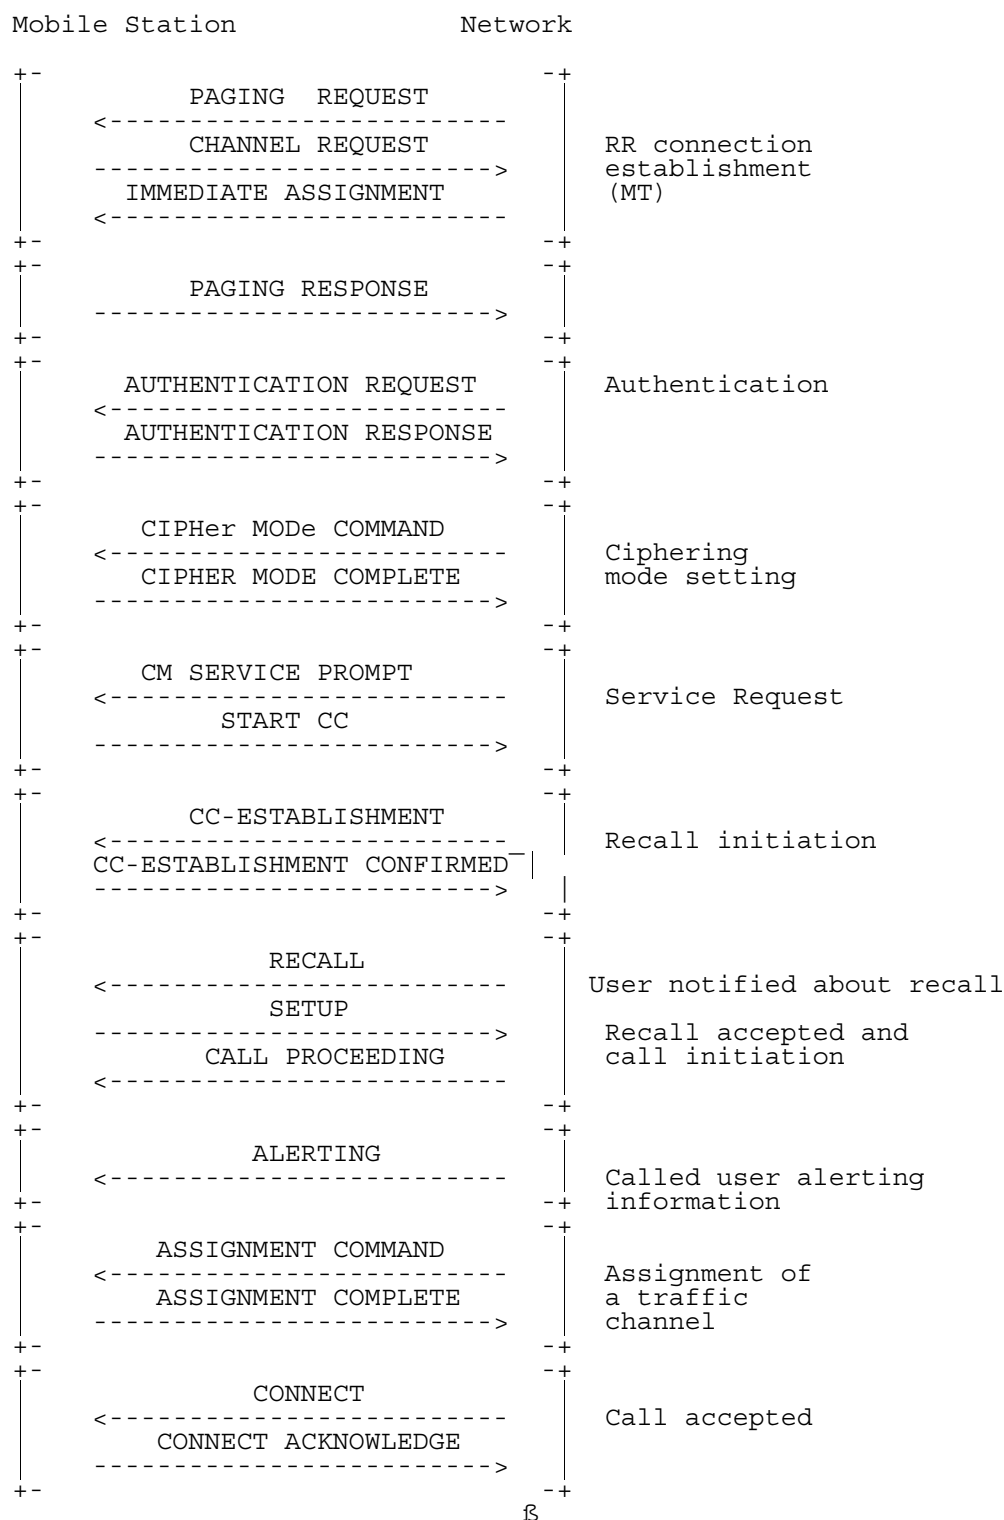 Mobile Station Network
+- -+
PAGING  REQUEST
<-------------------------
CHANNEL REQUEST RR connection
-------------------------> establishment
IMMEDIATE ASSIGNMENT (MT)
<-------------------------
+- -+
+- -+
PAGING RESPONSE
------------------------->
+- -+
+- -+
AUTHENTICATION REQUEST Authentication
<-------------------------
AUTHENTICATION RESPONSE
------------------------->
+- -+
+- -+
CIPHer MODe COMMAND
<------------------------- Ciphering
CIPHER MODE COMPLETE mode setting
------------------------->
+- -+
+- -+
CM SERVICE PROMPT
<------------------------- Service Request
START CC
------------------------->
+- -+
+- -+
CC-ESTABLISHMENT
<------------------------- Recall initiation
CC-ESTABLISHMENT CONFIRMED¯ |
-------------------------> |
+- -+
+- -+
RECALL
<------------------------- User notified about recall
SETUP
-------------------------> Recall accepted and
CALL PROCEEDING call initiation
<-------------------------
+- -+
+- -+
ALERTING
<------------------------- Called user alerting
+- -+ information
+- -+
ASSIGNMENT COMMAND
<------------------------- Assignment of
ASSIGNMENT COMPLETE a traffic
-------------------------> channel
+- -+
+- -+
CONNECT
<------------------------- Call accepted
CONNECT ACKNOWLEDGE
------------------------->
+- -+
ß